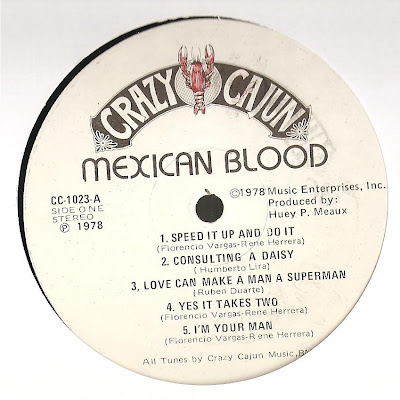 CRAZY CAJUN
MEXICAN BLOOD
CC-1023-A
SIDE ONE
STEREO
Ⓟ 1978
©1978 Music Enterprises, Inc.
Produced by:
Huey P. Meaux
1. SPEED IT UP AND DO IT
(Florencio Vargas-Rene Herrera)
2. CONSULTING A DAISY
(Humberto Lira)
3. LOVE CAN MAKE A MAN A SUPERMAN
(Ruben Duarte)
4. YES IT TAKES TWO
(Florencio Vargas-Rene Herrera)
5. I'M YOUR MAN
(Florencio Vargas-Rene Herrera)
All Tunes by Crazy Cajun Music,